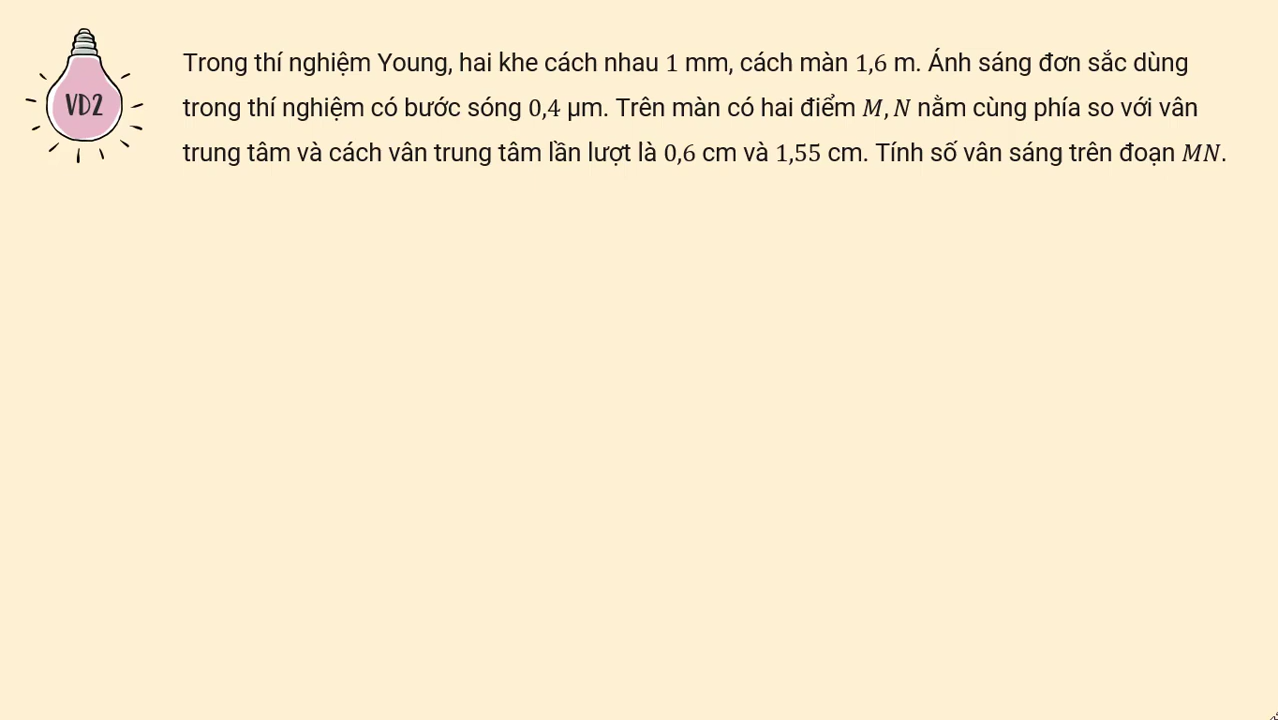 VD2
Trong thí nghiệm Young, hai khe cách nhau 1 mm, cách màn 1,6 m. Ánh sáng đơn sắc dùng
trong thí nghiệm có bước sóng 0,4 μm. Trên màn có hai điểm M, N nằm cùng phía so với vân
trung tâm và cách vân trung tâm lần lượt là 0,6 cm và 1,55 cm. Tính số vân sáng trên đoạn MN.